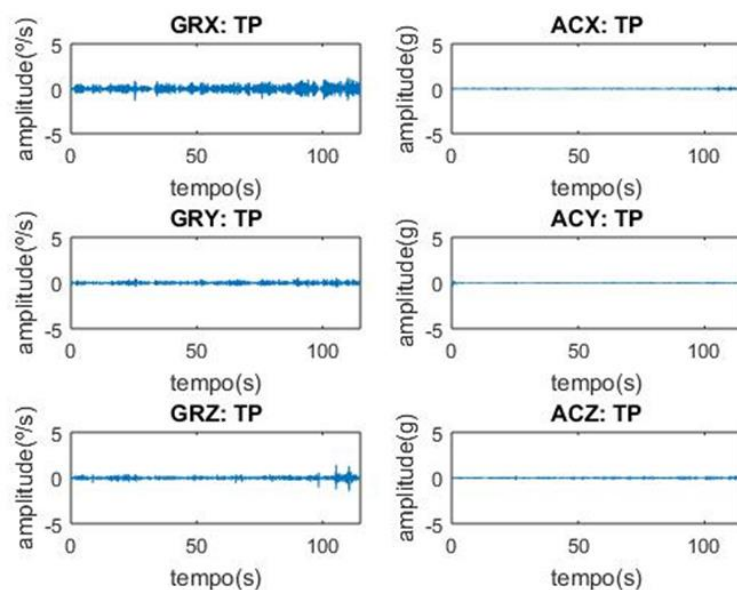 GRX: TP
amplitude(º/s)
5
0
-5
0 50 100
tempo(s)
ACX: TP
amplitude(g)
5
0
-5
0 50 100
tempo(s)
GRY: TP
amplitude(º/s)
5
0
-5
0 50 100
tempo(s)
ACY: TP
amplitude(g)
5
0
-5
0 50 100
tempo(s)
GRZ: TP
amplitude(º/s)
5
0
-5
0 50 100
tempo(s)
ACZ: TP
amplitude(g)
5
0
-5
0 50 100
tempo(s)